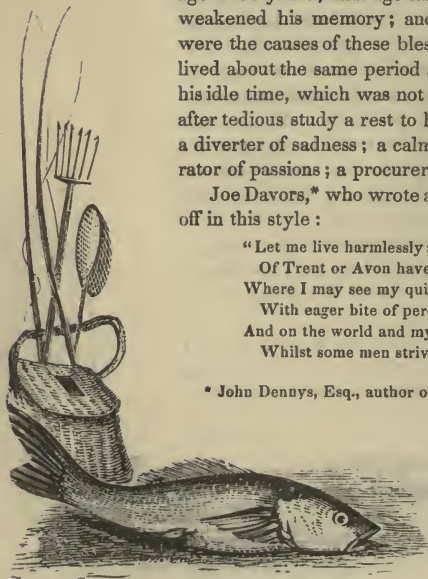 weakened his memory; and
were the causes of these bles
lived about the same period
his idle time, which was not
after tedious study a rest to h
a diverter of sadness; a calm
rator of passions; a procurer
Joe Davors,* who wrote a
off in this style:
"Let me live harmlessly;
Of Trent or Avon have
Where I may see my qui
With eager bite of per
And on the world and my
Whilst some men striv
* John Dennys, Esq., author o